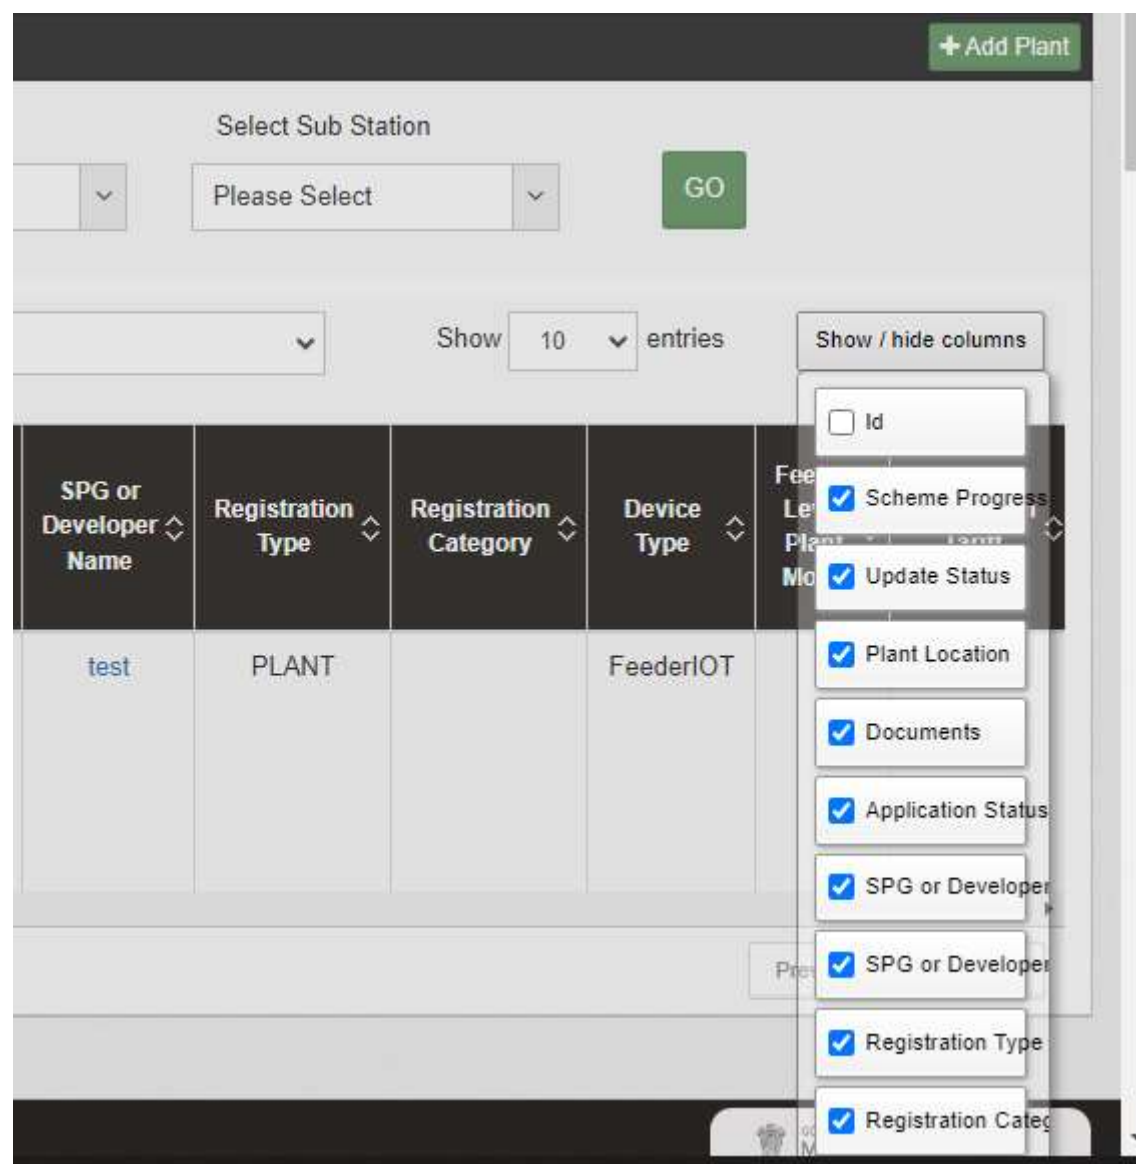 Add Plant
Select Sub Station
Please Select
GO
Show 10 entries
Show / hide columns
SPG or
Developer
Name
Registration
Type
Registration
Category
Device
Type
test
PLANT
FeederIOT
Id
Scheme Progress
Update Status
Plant Location
Documents
Application Status
SPG or Developer
SPG or Developer
Registration Type
Registration Categ